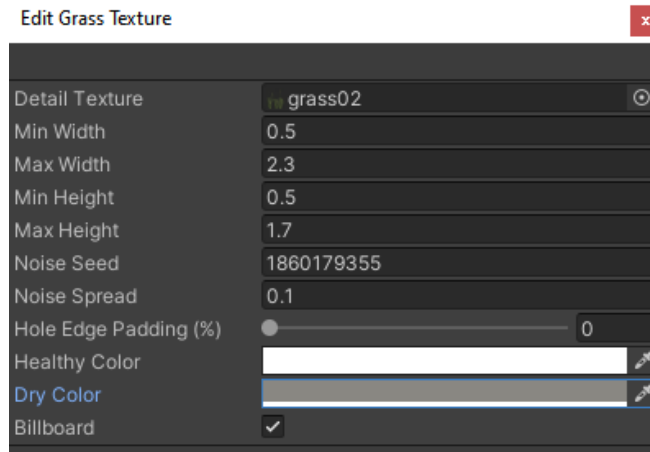 Edit Grass Texture
x
Detail Texture grass02
Min Width 0.5
Max Width 2.3
Min Height 0.5
Max Height 1.7
Noise Seed 1860179355
Noise Spread 0.1
Hole Edge Padding (%) 0
Healthy Color
Dry Color
Billboard